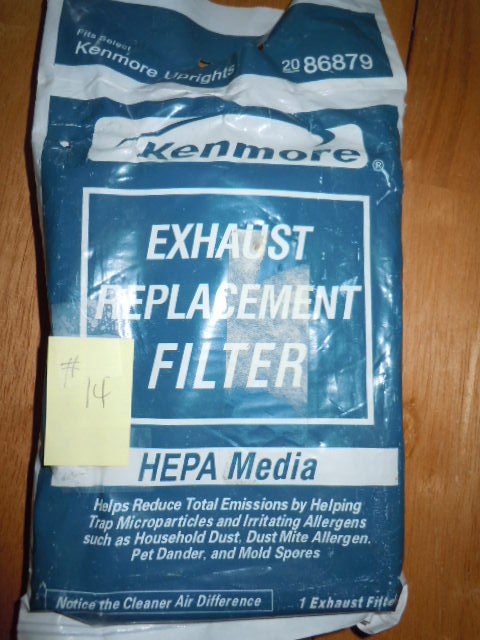 Fits Select
Kenmore Uprights
20 86879
Kenmore®
EXHAUST
REPLACEMENT
FILTER
# 14
HEPA Media
Helps Reduce Total Emissions by Helping
Trap Microparticles and Irritating Allergens
such as Household Dust, Dust Mite Allergen,
Pet Dander, and Mold Spores
Notice the Cleaner Air Difference
1 Exhaust Filter